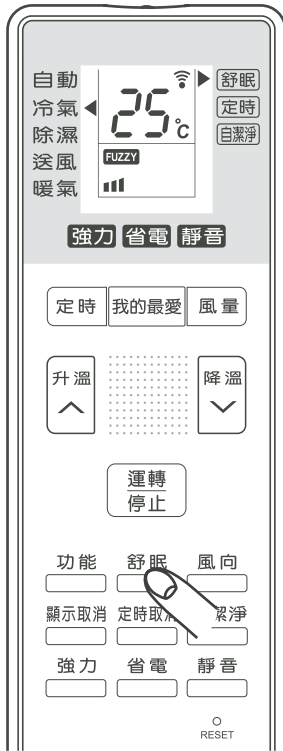 自動 舒眠
冷氣 25°C 定時
除濕 自潔淨
送風 FUZZY
暖氣
強力 省電 靜音
定時 我的最愛 風量
升溫 降溫
運轉
停止
功能 舒眠 風向
顯示取消 定時取消 潔淨
強力 省電 靜音
RESET